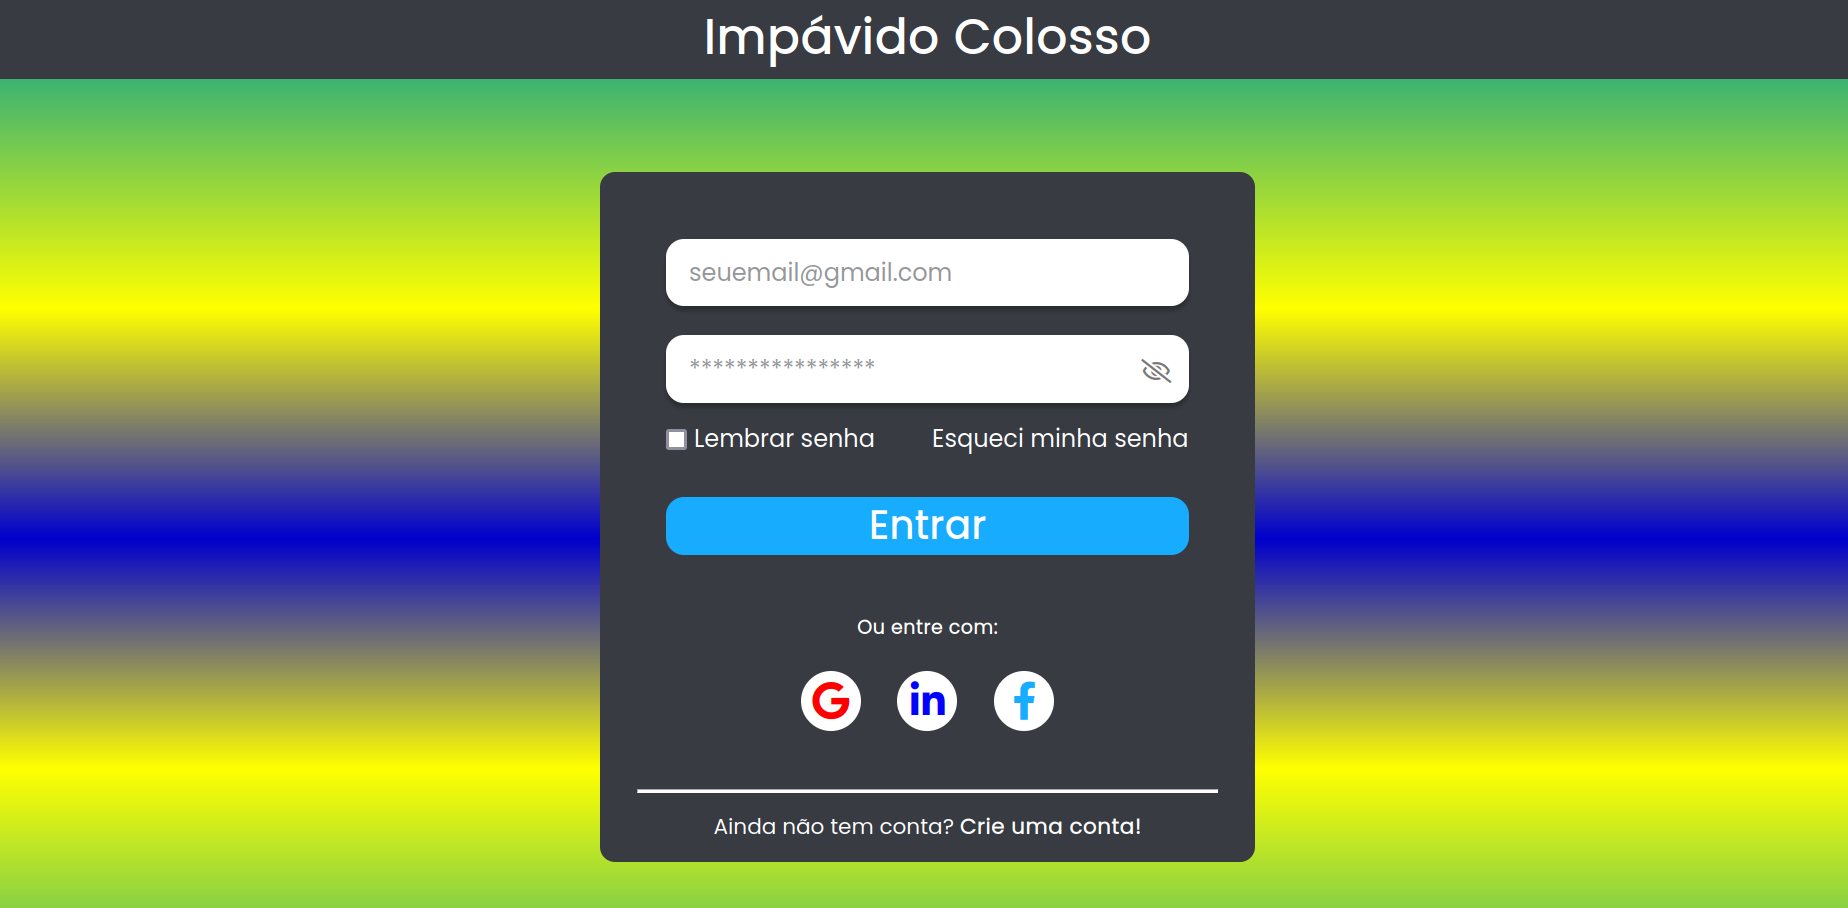 Impávido Colosso
seuemail@gmail.com
****************
Lembrar senha Esqueci minha senha
Entrar
Ou entre com:
G in f
Ainda não tem conta? Crie uma conta!